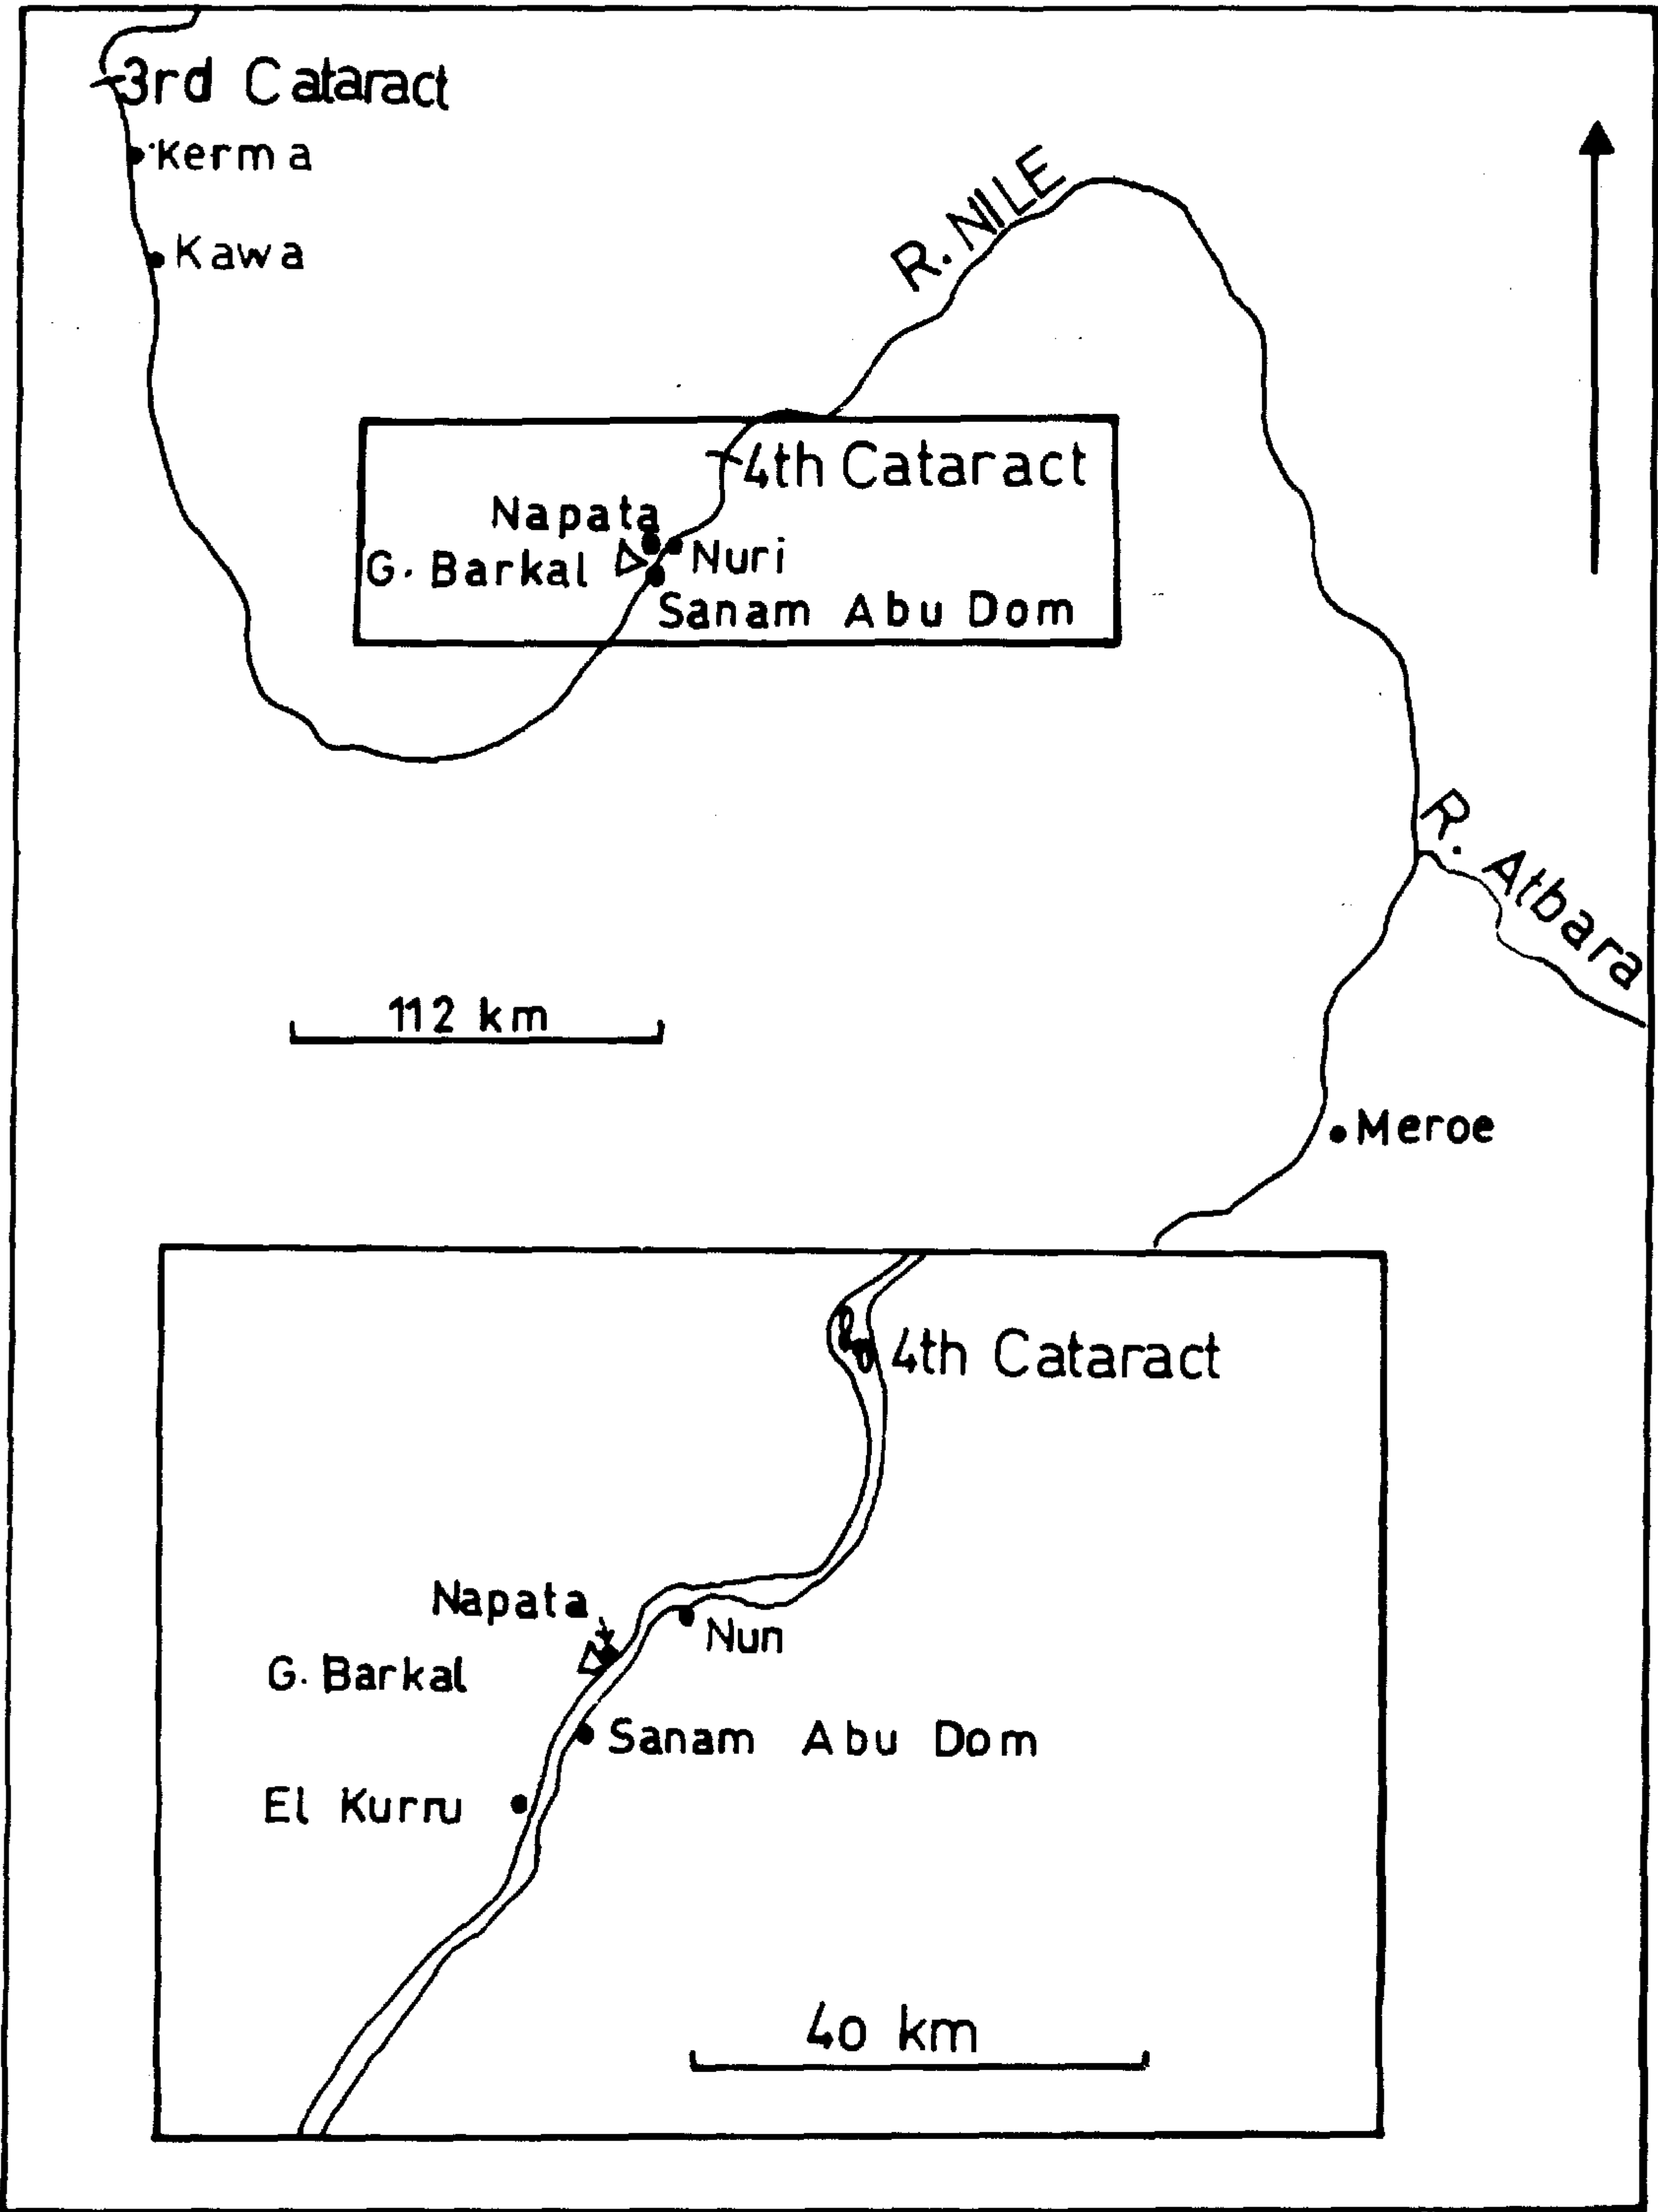 3rd Cataract
Kerma
Kawa
R. NILE
4th Cataract
Napata
G. Barkal
Nuri
Sanam Abu Dom
R. Atbara
112 km
Meroe
4th Cataract
Napata
Nun
G. Barkal
Sanam Abu Dom
El Kurru
40 km